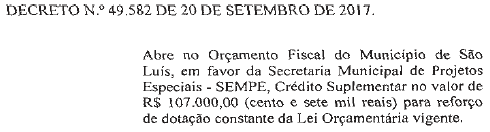 DECRETO N.º 49.582 DE 20 DE SETEMBRO DE 2017.
Abre no Orçamento Fiscal do Município de São
Luís, em favor da Secretaria Municipal de Projetos
Especiais - SEMPE, Crédito Suplementar no valor de
R$ 107.000,00 (cento e sete mil reais) para reforço
de dotação constante da Lei Orçamentária vigente.